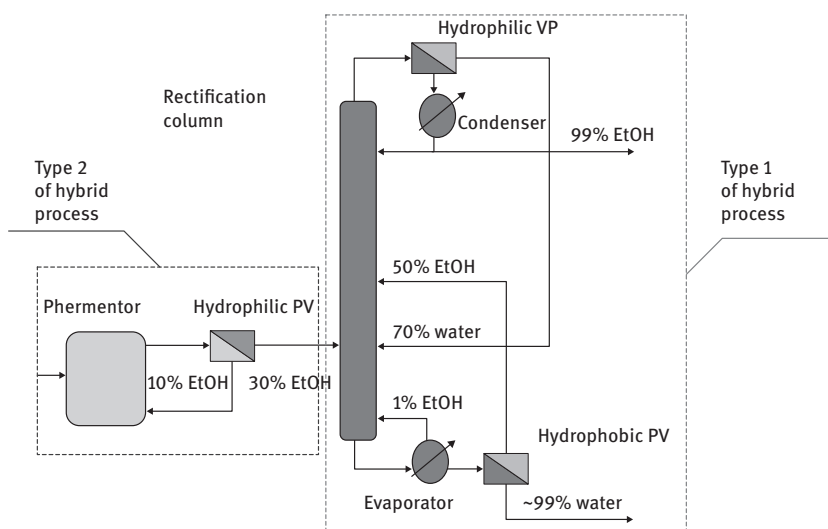 Hydrophilic VP
Rectification
column
Condenser
99% EtOH
Type 2
of hybrid
process
Type 1
of hybrid
process
50% EtOH
Phermentor
Hydrophilic PV
70% water
10% EtOH
30% EtOH
1% EtOH
Hydrophobic PV
Evaporator
~99% water